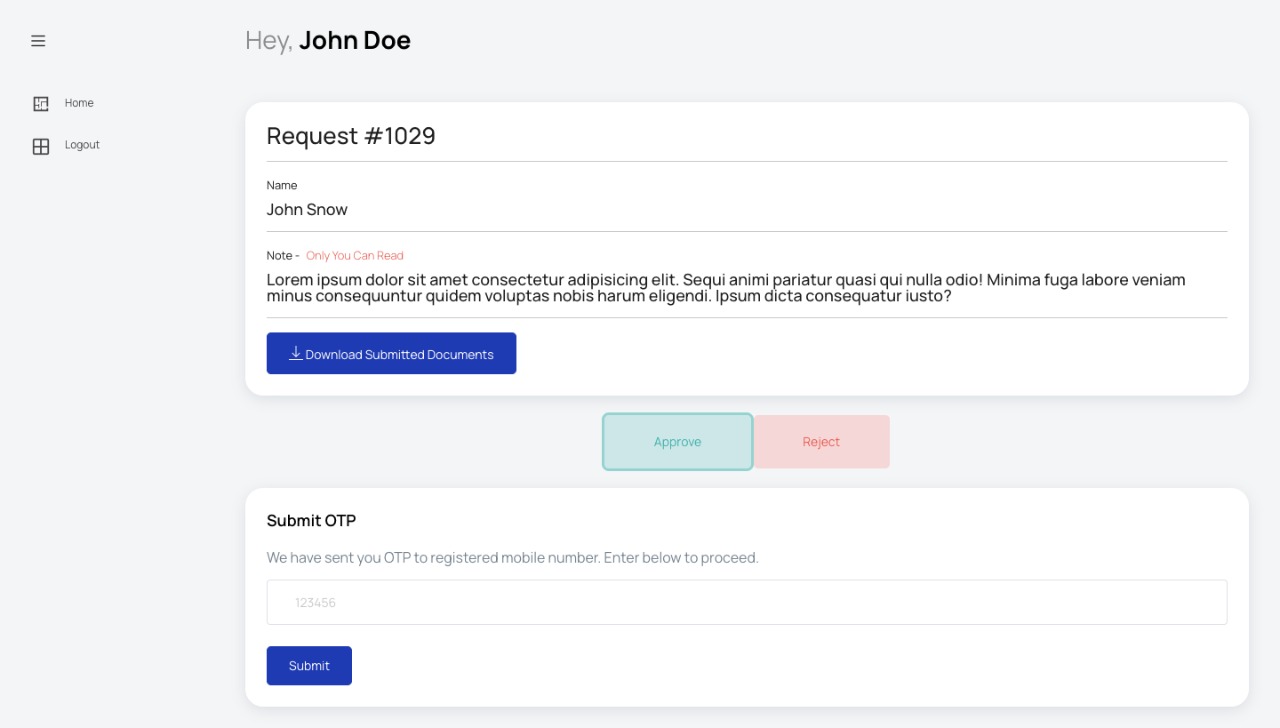 Hey, John Doe
Home
Logout
Request #1029
Name
John Snow
Note - Only You Can Read
Lorem ipsum dolor sit amet consectetur adipisicing elit. Sequi animi pariatur quasi qui nulla odio! Minima fuga labore veniam
minus consequuntur quidem voluptas nobis harum eligendi. Ipsum dicta consequatur iusto?
Download Submitted Documents
Approve
Reject
Submit OTP
We have sent you OTP to registered mobile number. Enter below to proceed.
123456
Submit